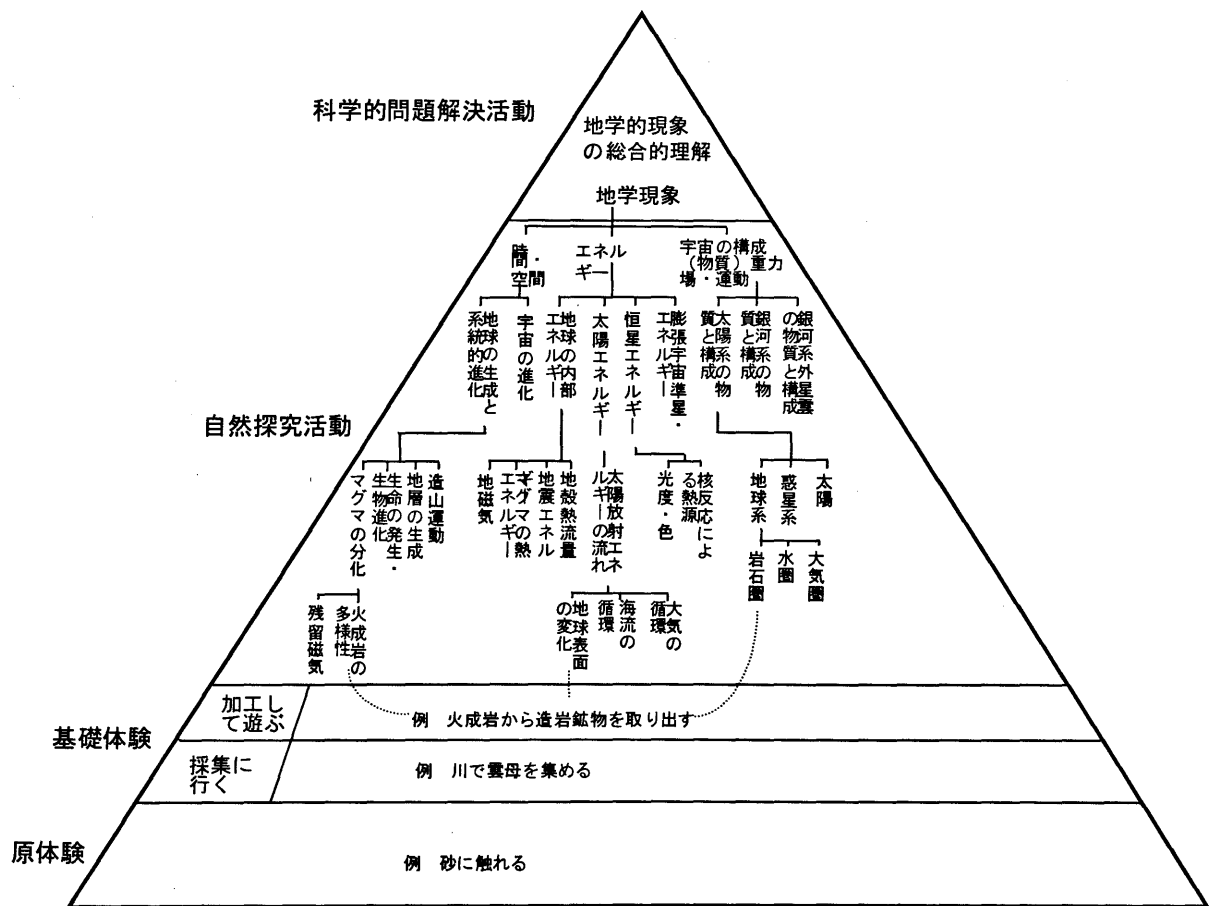 科学的問題解決活動
地学的現象
の総合的理解
地学現象
時間・
空間
エネル
ギー
宇宙の構成
(物質)重力
場・運動
地球の生成と
系統的進化
宇宙の進化
地球の内部
エネルギー
太陽エネルギー
恒星エネルギー
膨張宇宙準星・
エネルギー
太陽系の物
質と構成
銀河系の物
質と構成
銀河系外星雲
の物質と構成
自然探究活動
マグマの分化
生命の発生・
生物進化
地層の生成
造山運動
地磁気
マグマの熱
エネルギー
地震エネル
ギー
地殻熱流量
太陽放射エネ
ルギーの流れ
光度・色
核反応によ
る熱源
地球系
惑星系
太陽
岩石圏
水圏
大気圏
残留磁気
火成岩の
多様性
地球表面
の変化
海流の
循環
大気の
循環
基礎体験
加工し
て遊ぶ
例 火成岩から造岩鉱物を取り出す
採集に
行く
例 川で雲母を集める
原体験
例 砂に触れる